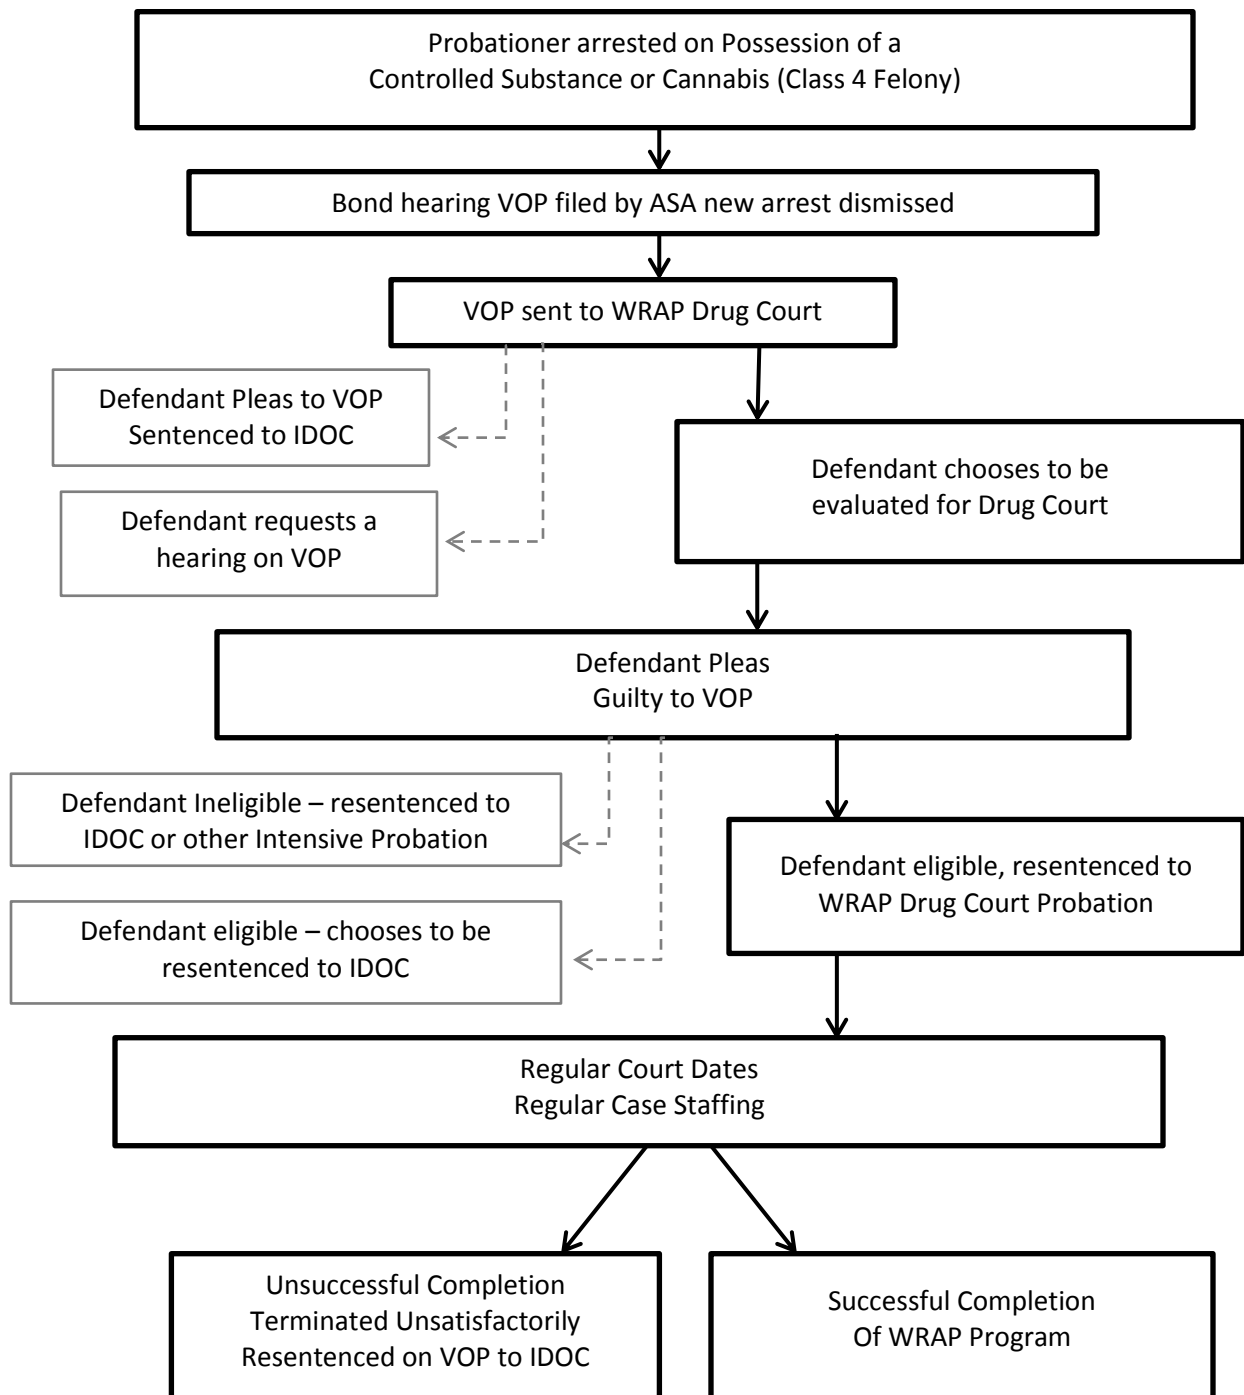 Probationer arrested on Possession of a
Controlled Substance or Cannabis (Class 4 Felony)
Bond hearing VOP filed by ASA new arrest dismissed
VOP sent to WRAP Drug Court
Defendant Pleas to VOP
Sentenced to IDOC
Defendant chooses to be
evaluated for Drug Court
Defendant requests a
hearing on VOP
Defendant Pleas
Guilty to VOP
Defendant Ineligible – resentenced to
IDOC or other Intensive Probation
Defendant eligible, resentenced to
WRAP Drug Court Probation
Defendant eligible – chooses to be
resentenced to IDOC
Regular Court Dates
Regular Case Staffing
Unsuccessful Completion
Terminated Unsatisfactorily
Resentenced on VOP to IDOC
Successful Completion
Of WRAP Program